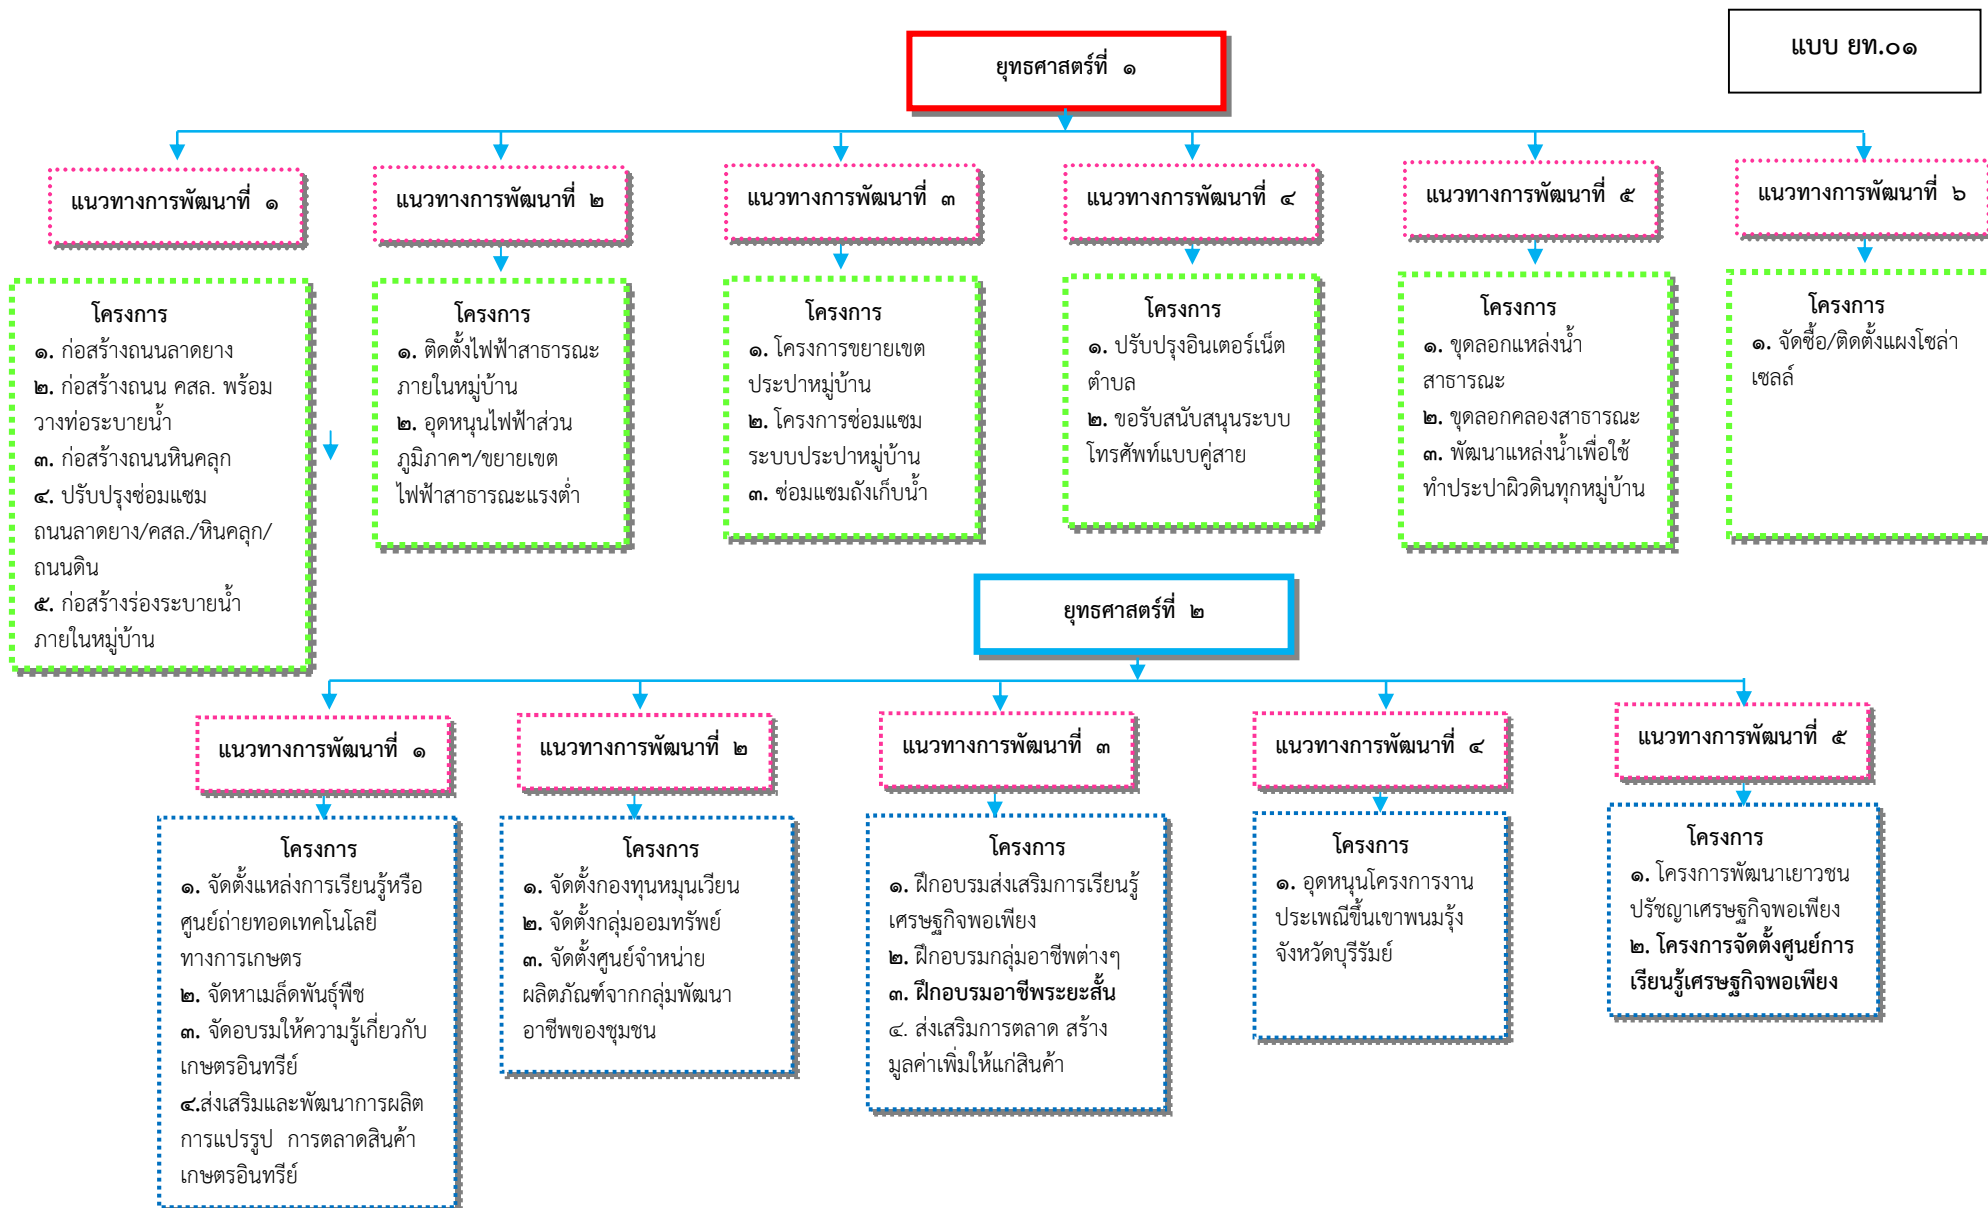 แบบ ยท.๐๑
ยุทธศาสตร์ที่ ๑
แนวทางการพัฒนาที่ ๑
แนวทางการพัฒนาที่ ๒
แนวทางการพัฒนาที่ ๓
แนวทางการพัฒนาที่ ๔
แนวทางการพัฒนาที่ ๕
แนวทางการพัฒนาที่ ๖
โครงการ
๑. ก่อสร้างถนนลาดยาง
๒. ก่อสร้างถนน คสล. พร้อม
วางท่อระบายน้ำ
๓. ก่อสร้างถนนหินคลุก
๔. ปรับปรุงซ่อมแซม
ถนนลาดยาง/คสล./หินคลุก/
ถนนดิน
๕. ก่อสร้างร่องระบายน้ำ
ภายในหมู่บ้าน
โครงการ
๑. ติดตั้งไฟฟ้าสาธารณะ
ภายในหมู่บ้าน
๒. อุดหนุนไฟฟ้าส่วน
ภูมิภาคฯ/ขยายเขต
ไฟฟ้าสาธารณะแรงต่ำ
โครงการ
๑. โครงการขยายเขต
ประปาหมู่บ้าน
๒. โครงการซ่อมแซม
ระบบประปาหมู่บ้าน
๓. ซ่อมแซมถังเก็บน้ำ
โครงการ
๑. ปรับปรุงอินเตอร์เน็ต
ตำบล
๒. ขอรับสนับสนุนระบบ
โทรศัพท์แบบคู่สาย
โครงการ
๑. ขุดลอกแหล่งน้ำ
สาธารณะ
๒. ขุดลอกคลองสาธารณะ
๓. พัฒนาแหล่งน้ำเพื่อใช้
ทำประปาผิวดินทุกหมู่บ้าน
โครงการ
๑. จัดซื้อ/ติดตั้งแผงโซล่า
เซลล์
ยุทธศาสตร์ที่ ๒
แนวทางการพัฒนาที่ ๑
แนวทางการพัฒนาที่ ๒
แนวทางการพัฒนาที่ ๓
แนวทางการพัฒนาที่ ๔
แนวทางการพัฒนาที่ ๕
โครงการ
๑. จัดตั้งแหล่งการเรียนรู้หรือ
ศูนย์ถ่ายทอดเทคโนโลยี
ทางการเกษตร
๒. จัดหาเมล็ดพันธุ์พืช
๓. จัดอบรมให้ความรู้เกี่ยวกับ
เกษตรอินทรีย์
๔.ส่งเสริมและพัฒนาการผลิต
การแปรรูป การตลาดสินค้า
เกษตรอินทรีย์
โครงการ
๑. จัดตั้งกองทุนหมุนเวียน
๒. จัดตั้งกลุ่มออมทรัพย์
๓. จัดตั้งศูนย์จำหน่าย
ผลิตภัณฑ์จากกลุ่มพัฒนา
อาชีพของชุมชน
โครงการ
๑. ฝึกอบรมส่งเสริมการเรียนรู้
เศรษฐกิจพอเพียง
๒. ฝึกอบรมกลุ่มอาชีพต่างๆ
๓. ฝึกอบรมอาชีพระยะสั้น
๔. ส่งเสริมการตลาด สร้าง
มูลค่าเพิ่มให้แก่สินค้า
โครงการ
๑. อุดหนุนโครงการงาน
ประเพณีขึ้นเขาพนมรุ้ง
จังหวัดบุรีรัมย์
โครงการ
๑. โครงการพัฒนาเยาวชน
ปรัชญาเศรษฐกิจพอเพียง
๒. โครงการจัดตั้งศูนย์การ
เรียนรู้เศรษฐกิจพอเพียง